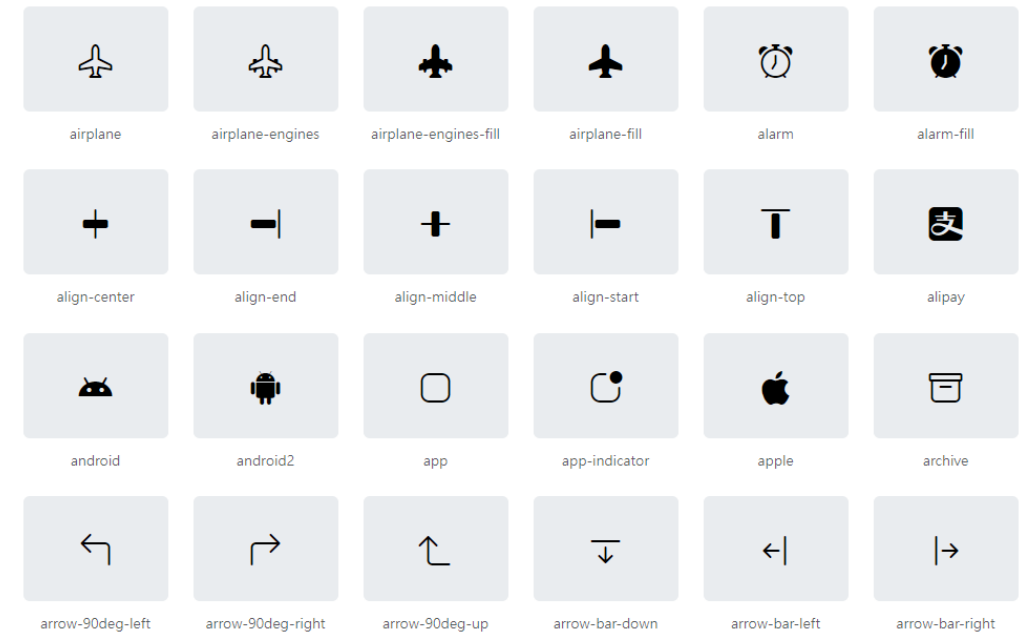 airplane airplane-engines airplane-engines-fill airplane-fill alarm alarm-fill
支
align-center align-end align-middle align-start align-top alipay
android android2 app app-indicator apple archive
arrow-90deg-left arrow-90deg-right arrow-90deg-up arrow-bar-down arrow-bar-left arrow-bar-right